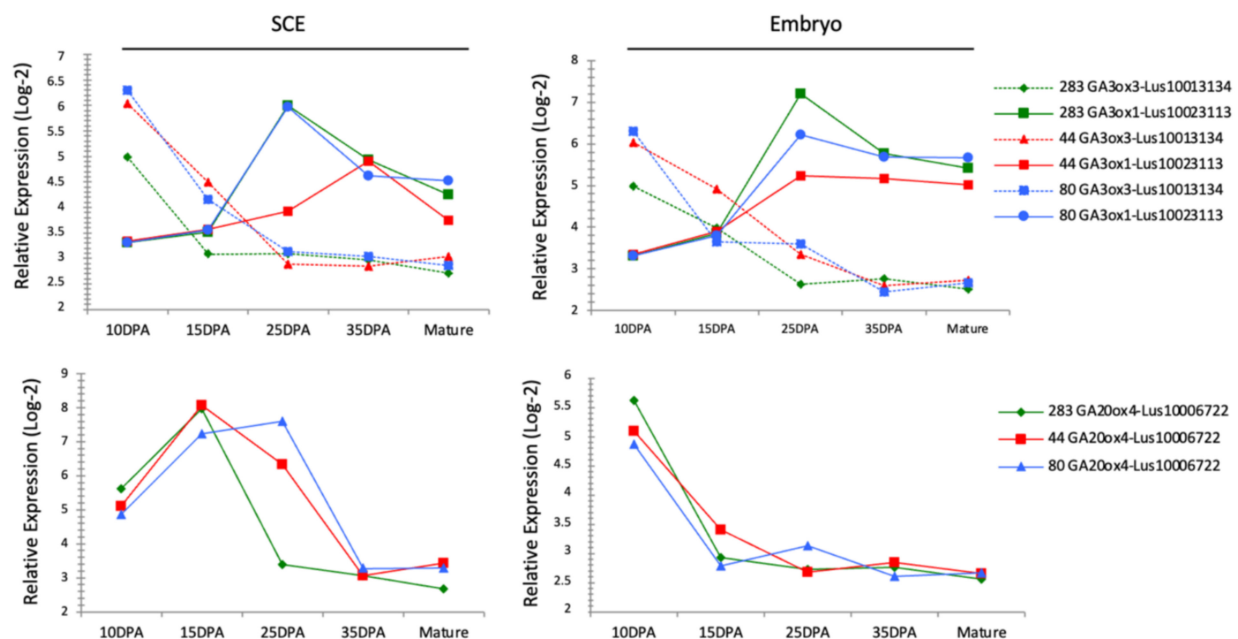 SCE
Embryo
Relative Expression (Log-2)
7
6.5
6
5.5
5
4.5
4
3.5
3
2.5
2
10DPA 15DPA 25DPA 35DPA Mature
Relative Expression (Log-2)
8
7
6
5
4
3
2
10DPA 15DPA 25DPA 35DPA Mature
283 GA3ox3-Lus10013134
283 GA3ox1-Lus10023113
44 GA3ox3-Lus10013134
44 GA3ox1-Lus10023113
80 GA3ox3-Lus10013134
80 GA3ox1-Lus10023113
Relative Expression (Log-2)
9
8
7
6
5
4
3
2
10DPA 15DPA 25DPA 35DPA Mature
Relative Expression (Log-2)
6
5.5
5
4.5
4
3.5
3
2.5
2
10DPA 15DPA 25DPA 35DPA Mature
283 GA20ox4-Lus10006722
44 GA20ox4-Lus10006722
80 GA20ox4-Lus10006722